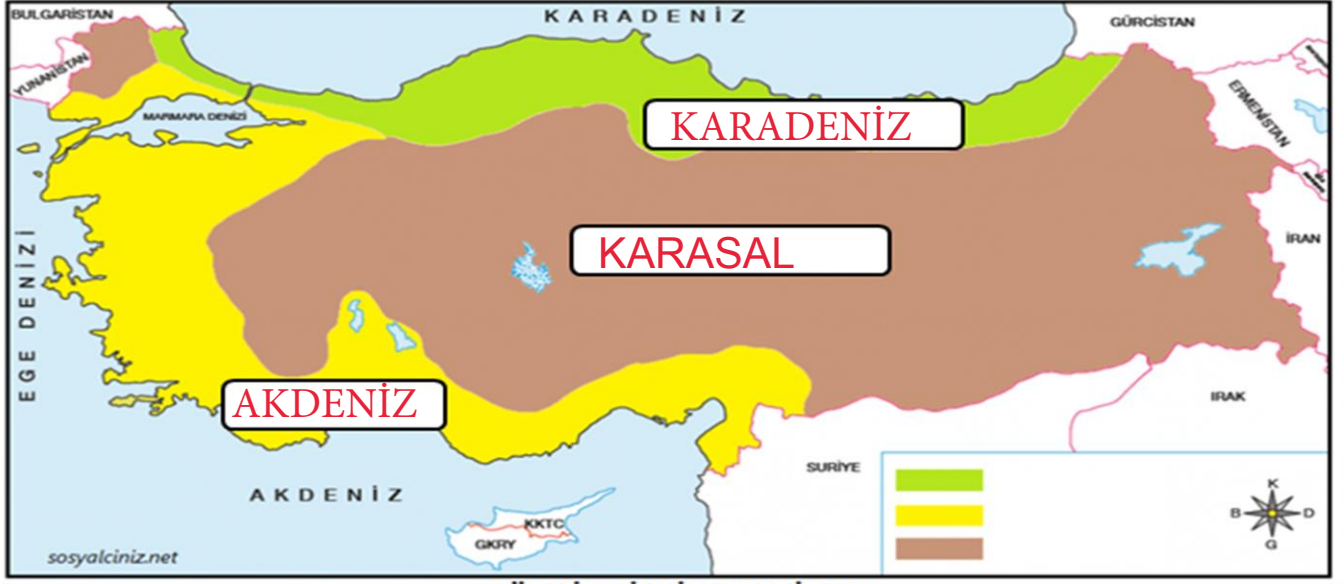 BULGARİSTAN
KARADENİZ
GÜRCİSTAN
YUNANİSTAN
MARMARA DENİZİ
KARADENİZ
ERMENİSTAN
EGE DENİZİ
KARASAL
İRAN
AKDENİZ
IRAK
SURİYE
AKDENİZ
KKTC
GKRY
K
B
D
G
sosyalciniz.net